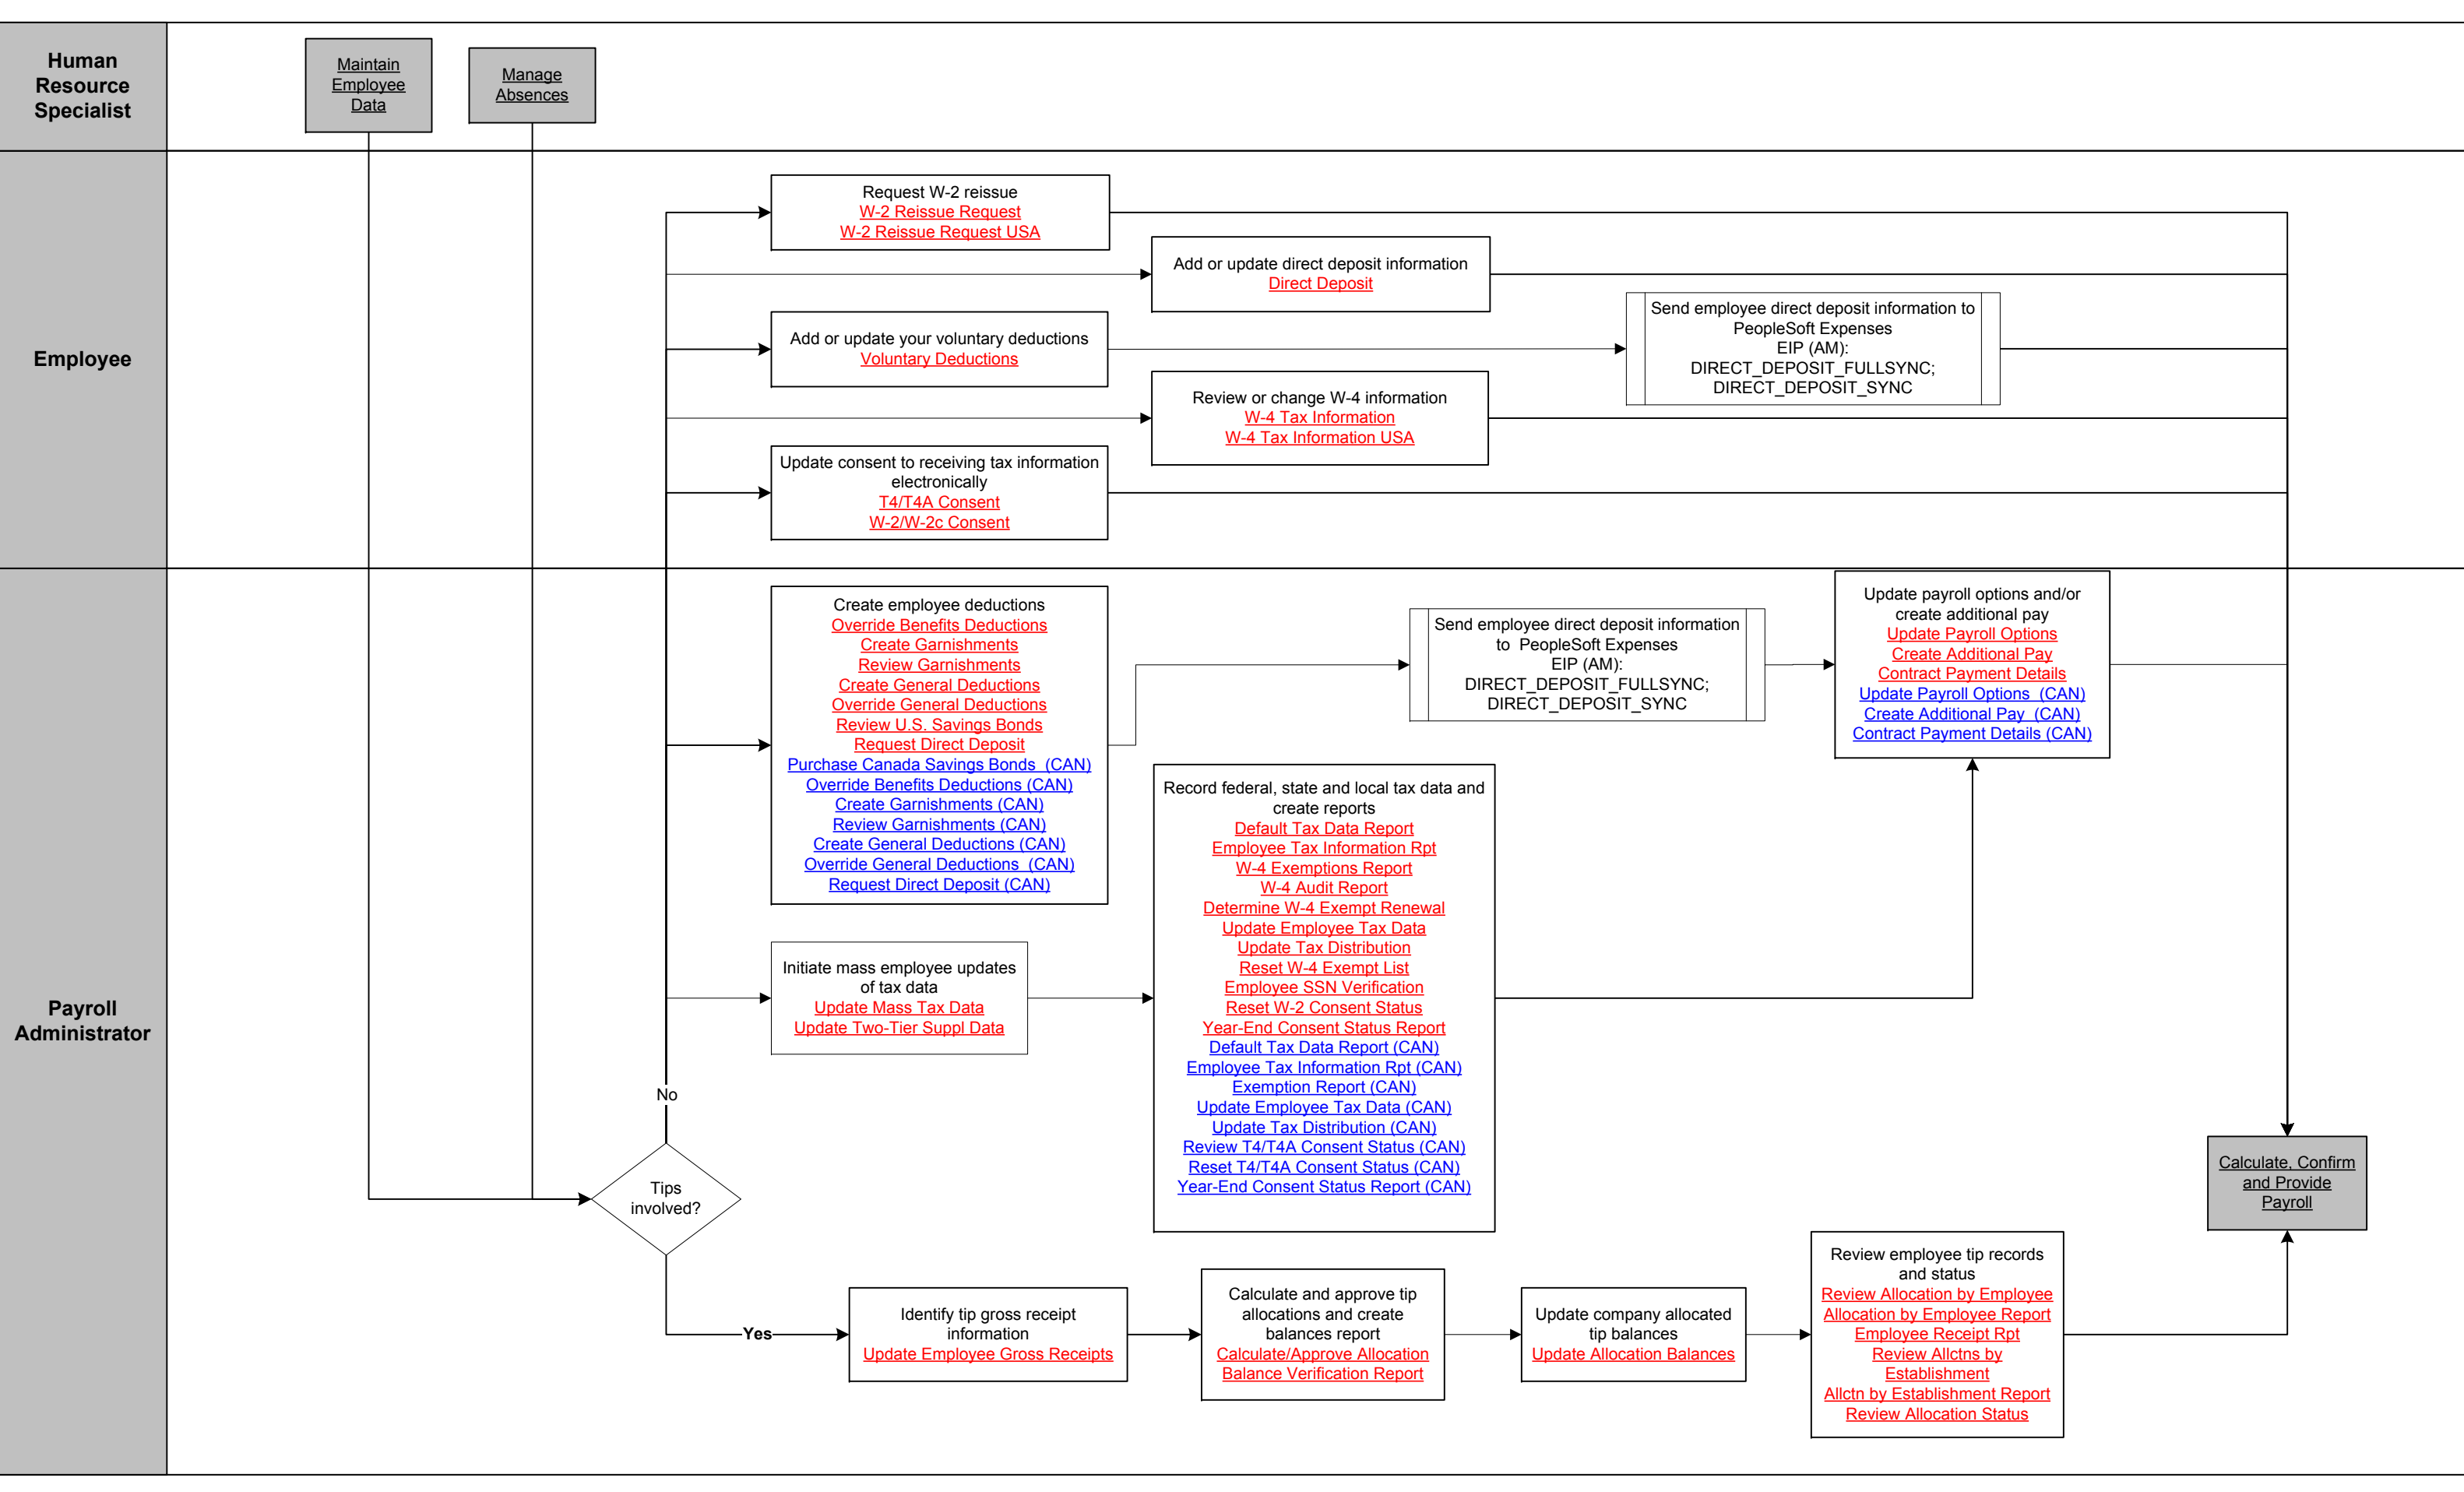 Human
Resource
Specialist
Maintain
Employee
Data
Manage
Absences
Employee
Request W-2 reissue
W-2 Reissue Request
W-2 Reissue Request USA
Add or update direct deposit information
Direct Deposit
Add or update your voluntary deductions
Voluntary Deductions
Send employee direct deposit information to
PeopleSoft Expenses
EIP (AM):
DIRECT_DEPOSIT_FULLSYNC;
DIRECT_DEPOSIT_SYNC
Review or change W-4 information
W-4 Tax Information
W-4 Tax Information USA
Update consent to receiving tax information
electronically
T4/T4A Consent
W-2/W-2c Consent
Payroll
Administrator
Create employee deductions
Override Benefits Deductions
Create Garnishments
Review Garnishments
Create General Deductions
Override General Deductions
Review U.S. Savings Bonds
Request Direct Deposit
Purchase Canada Savings Bonds  (CAN)
Override Benefits Deductions (CAN)
Create Garnishments (CAN)
Review Garnishments (CAN)
Create General Deductions (CAN)
Override General Deductions  (CAN)
Request Direct Deposit (CAN)
Send employee direct deposit information
to  PeopleSoft Expenses
EIP (AM):
DIRECT_DEPOSIT_FULLSYNC;
DIRECT_DEPOSIT_SYNC
Update payroll options and/or
create additional pay
Update Payroll Options
Create Additional Pay
Contract Payment Details
Update Payroll Options  (CAN)
Create Additional Pay  (CAN)
Contract Payment Details (CAN)
Initiate mass employee updates
of tax data
Update Mass Tax Data
Update Two-Tier Suppl Data
Record federal, state and local tax data and
create reports
Default Tax Data Report
Employee Tax Information Rpt
W-4 Exemptions Report
W-4 Audit Report
Determine W-4 Exempt Renewal
Update Employee Tax Data
Update Tax Distribution
Reset W-4 Exempt List
Employee SSN Verification
Reset W-2 Consent Status
Year-End Consent Status Report
Default Tax Data Report (CAN)
Employee Tax Information Rpt (CAN)
Exemption Report (CAN)
Update Employee Tax Data (CAN)
Update Tax Distribution (CAN)
Review T4/T4A Consent Status (CAN)
Reset T4/T4A Consent Status (CAN)
Year-End Consent Status Report (CAN)
No
Tips
involved?
Calculate, Confirm
and Provide
Payroll
Yes
Identify tip gross receipt
information
Update Employee Gross Receipts
Calculate and approve tip
allocations and create
balances report
Calculate/Approve Allocation
Balance Verification Report
Update company allocated
tip balances
Update Allocation Balances
Review employee tip records
and status
Review Allocation by Employee
Allocation by Employee Report
Employee Receipt Rpt
Review Allctns by
Establishment
Allctn by Establishment Report
Review Allocation Status